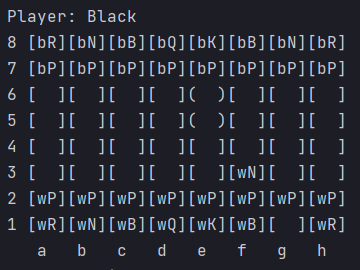 Player: Black
8 [bR][bN][bB][bQ][bK][bB][bN][bR]
7 [bP][bP][bP][bP][bP][bP][bP][bP]
6 [  ][  ][  ][  ](  )[  ][  ][  ]
5 [  ][  ][  ][  ](  )[  ][  ][  ]
4 [  ][  ][  ][  ][  ][  ][  ][  ]
3 [  ][  ][  ][  ][  ][wN][  ][  ]
2 [wP][wP][wP][wP][wP][wP][wP][wP]
1 [wR][wN][wB][wQ][wK][wB][  ][wR]
   a   b   c   d   e   f   g   h